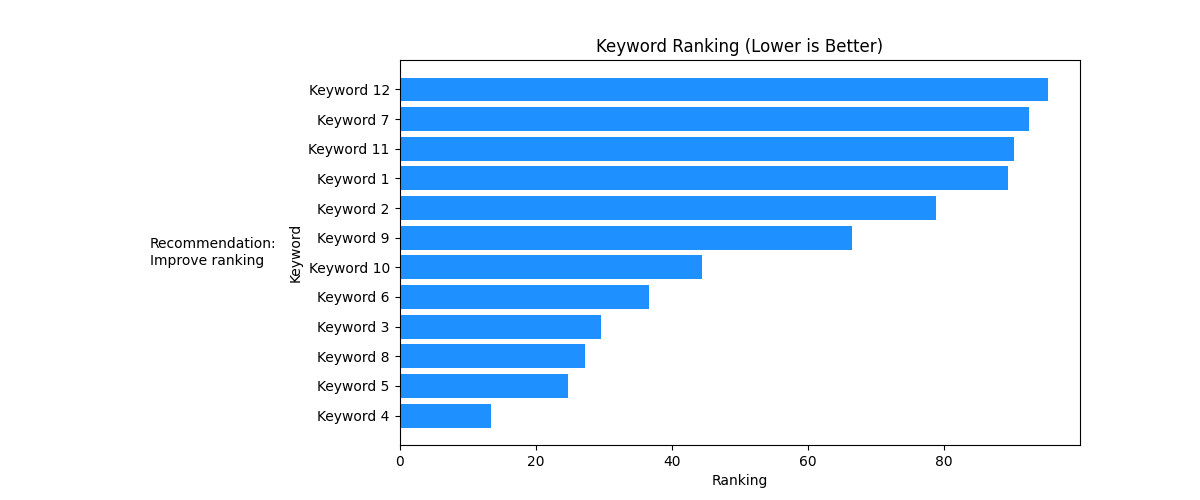 Keyword Ranking (Lower is Better)
Keyword 12
Keyword 7
Keyword 11
Keyword 1
Keyword 2
Keyword 9
Keyword 10
Keyword 6
Keyword 3
Keyword 8
Keyword 5
Keyword 4
Keyword
Recommendation:
Improve ranking
0 20 40 60 80
Ranking